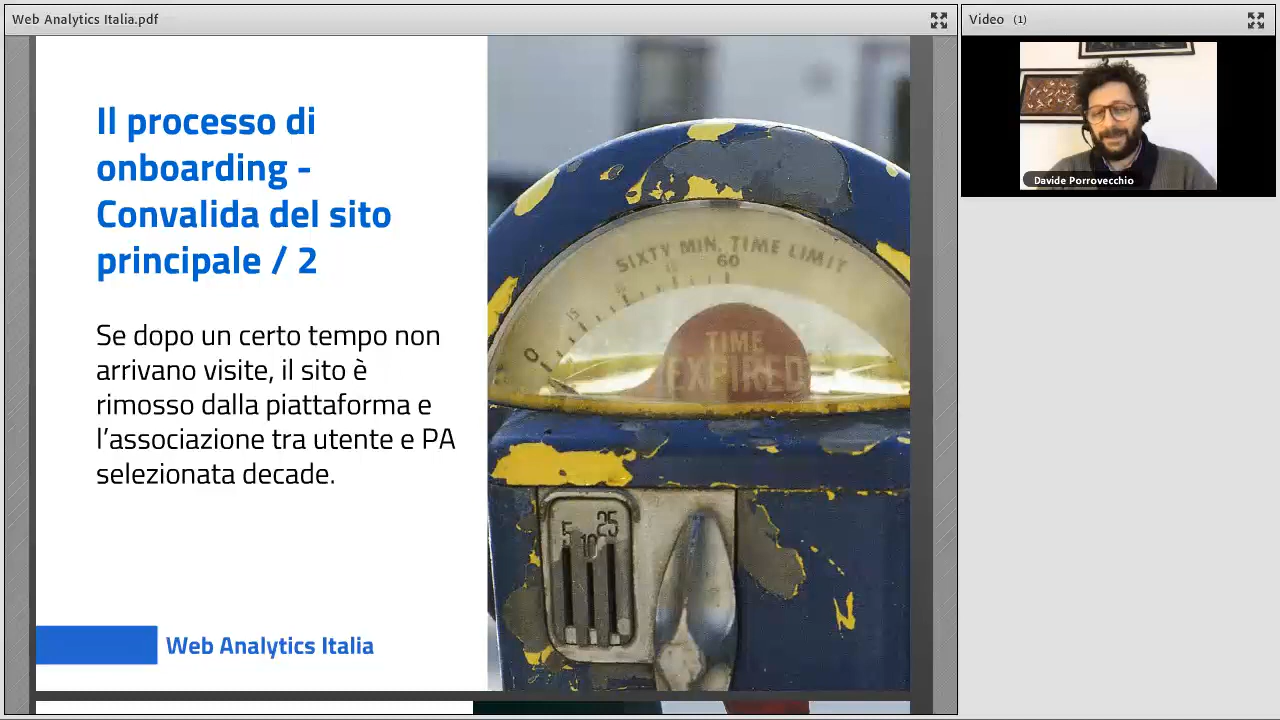 Web Analytics Italia.pdf
Video (1)
Il processo di
onboarding -
Convalida del sito
principale / 2
Se dopo un certo tempo non
arrivano visite, il sito è
rimosso dalla piattaforma e
l’associazione tra utente e PA
selezionata decade.
Web Analytics Italia
SIXTY MIN. TIME LIMIT
60
15
0
TIME
EXPIRED
5
10
25
Davide Porrovecchio